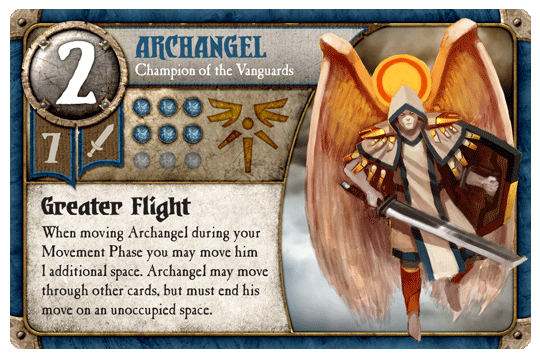 2
ARCHANGEL
Champion of the Vanguards
7
Greater Flight
When moving Archangel during your
Movement Phase you may move him
1 additional space. Archangel may move
through other cards, but must end his
move on an unoccupied space.